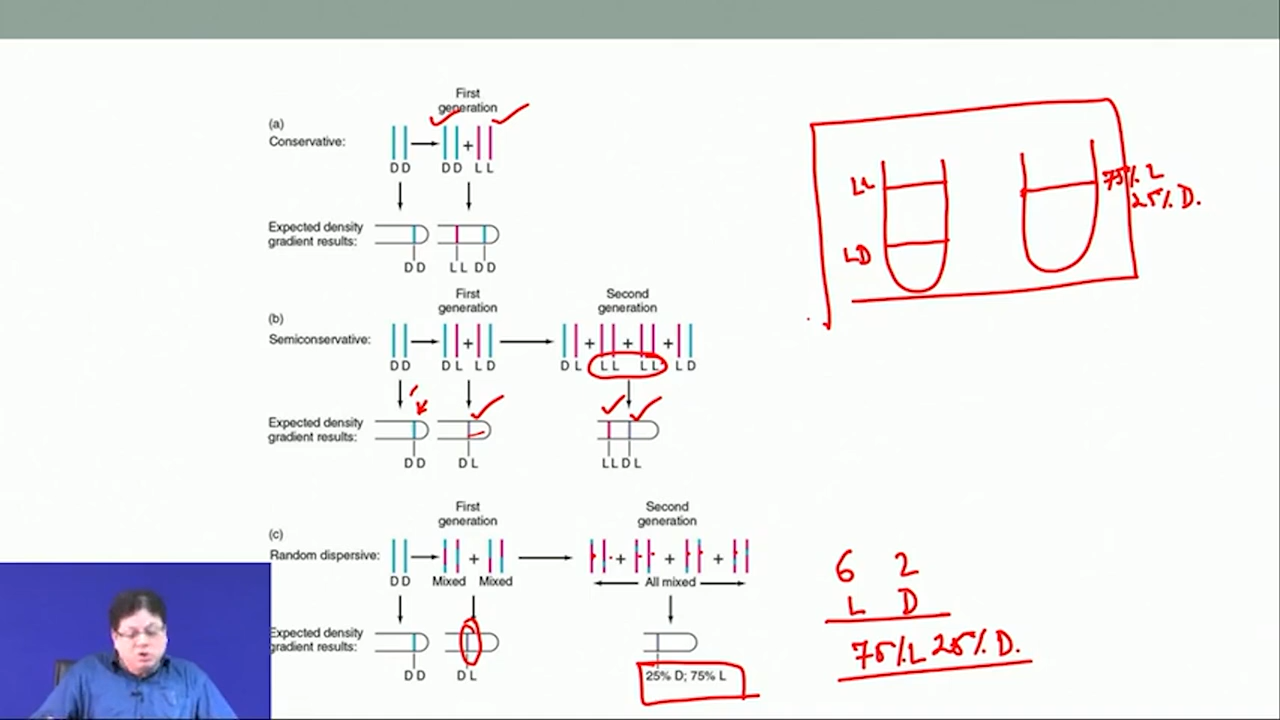 First
generation
(a)
Conservative:
D D
D D
L L
Expected density
gradient results:
D D
L L D D
First
generation
Second
generation
(b)
Semiconservative:
D D
D L
L D
D L
L L
L L
L D
Expected density
gradient results:
D D
D L
L L D L
First
generation
Second
generation
(c)
Random dispersive:
D D
Mixed
Mixed
All mixed
Expected density
gradient results:
D D
D L
25% D; 75% L
LL
LD
75% L
25% D.
6 2
L D
75% L 25% D.